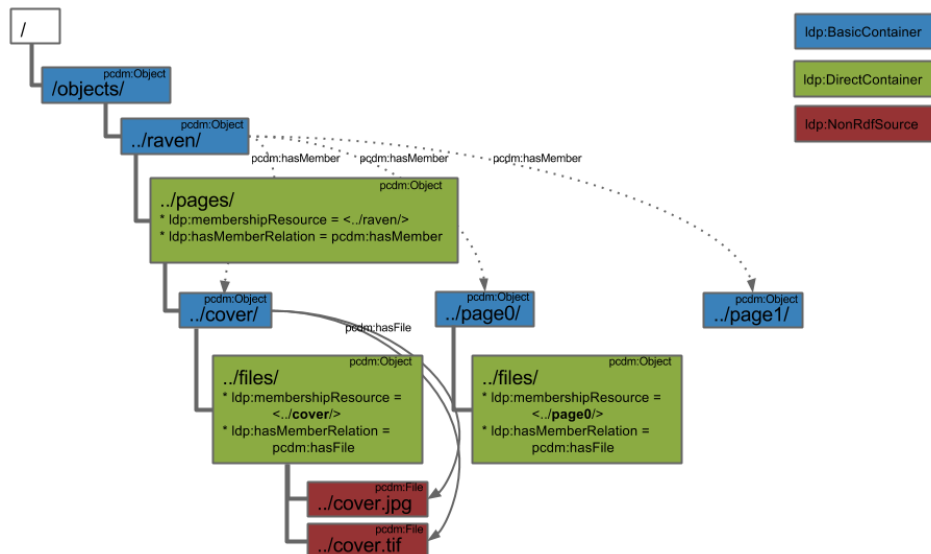 /
ldp:BasicContainer
pcdm:Object
/objects/
ldp:DirectContainer
ldp:NonRdfSource
pcdm:Object
../raven/
pcdm:hasMember
pcdm:hasMember
pcdm:hasMember
pcdm:Object
../pages/
* ldp:membershipResource = <../raven/>
* ldp:hasMemberRelation = pcdm:hasMember
pcdm:Object
../cover/
pcdm:Object
../page0/
pcdm:Object
../page1/
pcdm:hasFile
pcdm:Object
../files/
* ldp:membershipResource =
<../cover/>
* ldp:hasMemberRelation =
pcdm:hasFile
pcdm:Object
../files/
* ldp:membershipResource =
<../page0/>
* ldp:hasMemberRelation =
pcdm:hasFile
pcdm:File
../cover.jpg
pcdm:File
../cover.tif